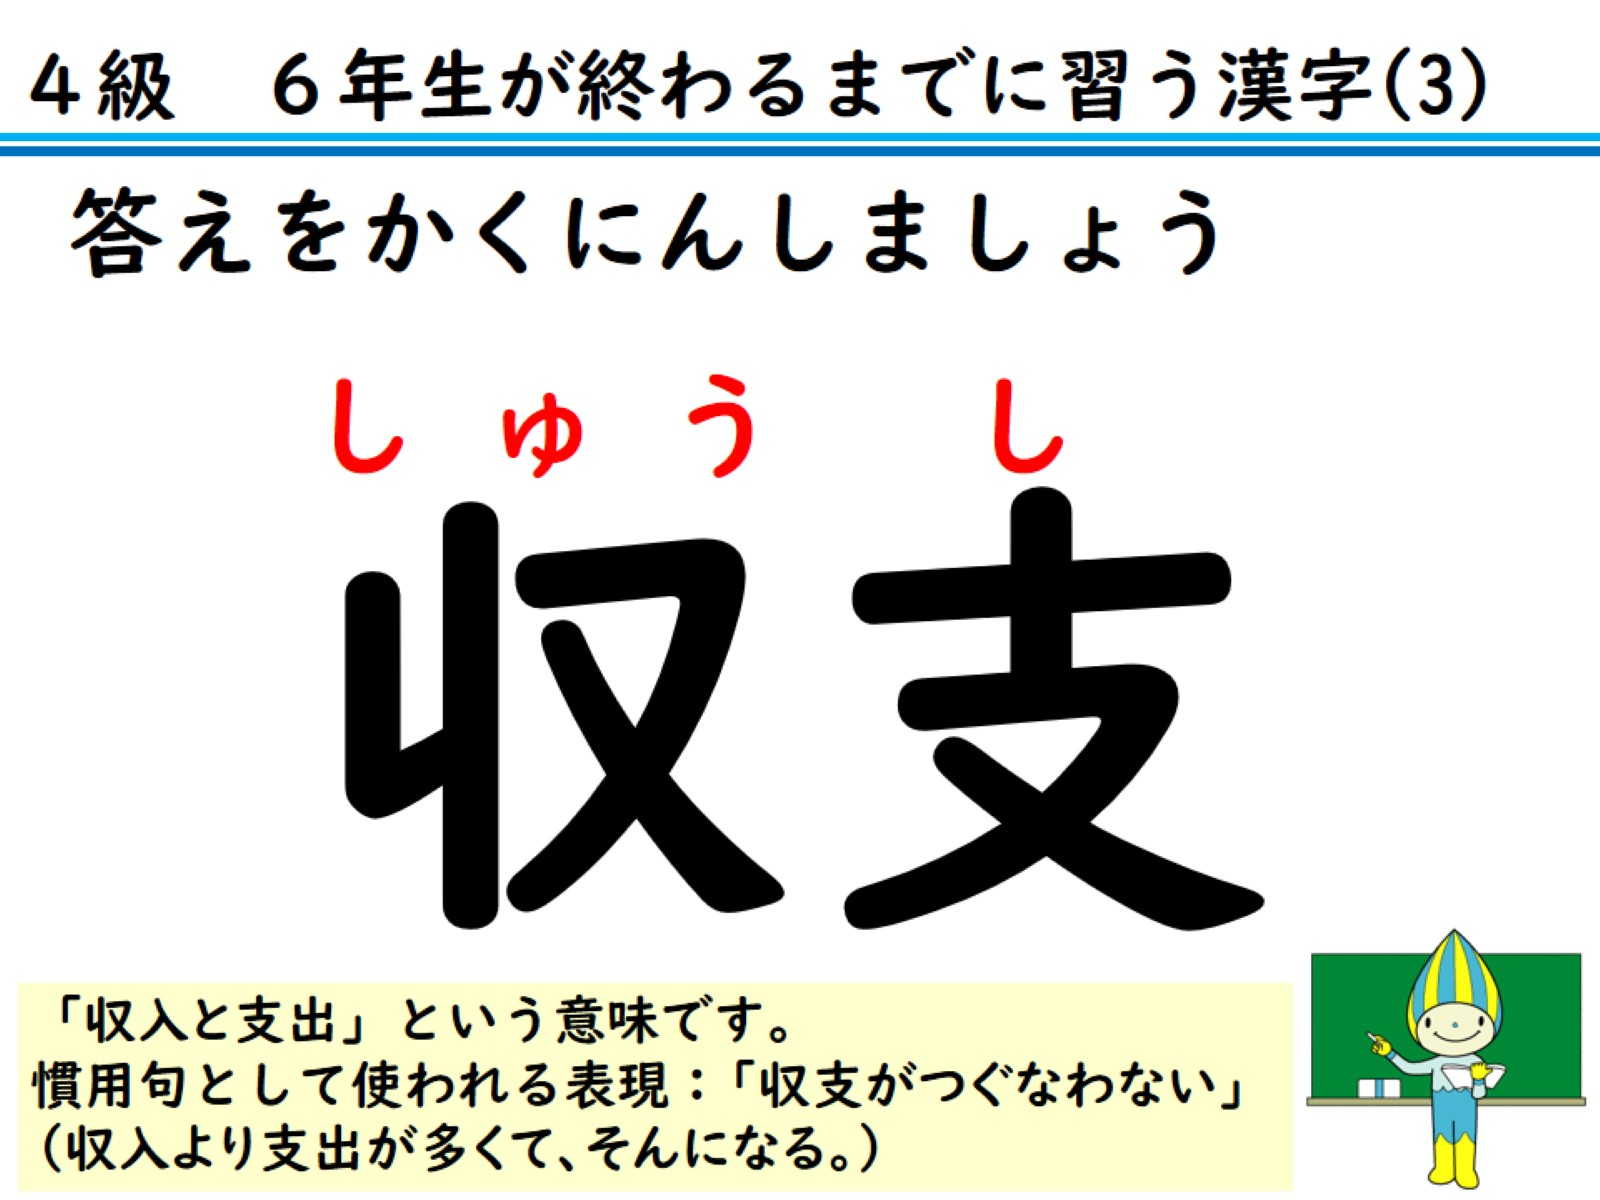 ４級　６年生が終わるまでに習う漢字(3)
答えをかくにんしましょう
しゅう　し
収支
「収入と支出」という意味です。
慣用句として使われる表現：「収支がつぐなわない」
（収入より支出が多くて、そんになる。）